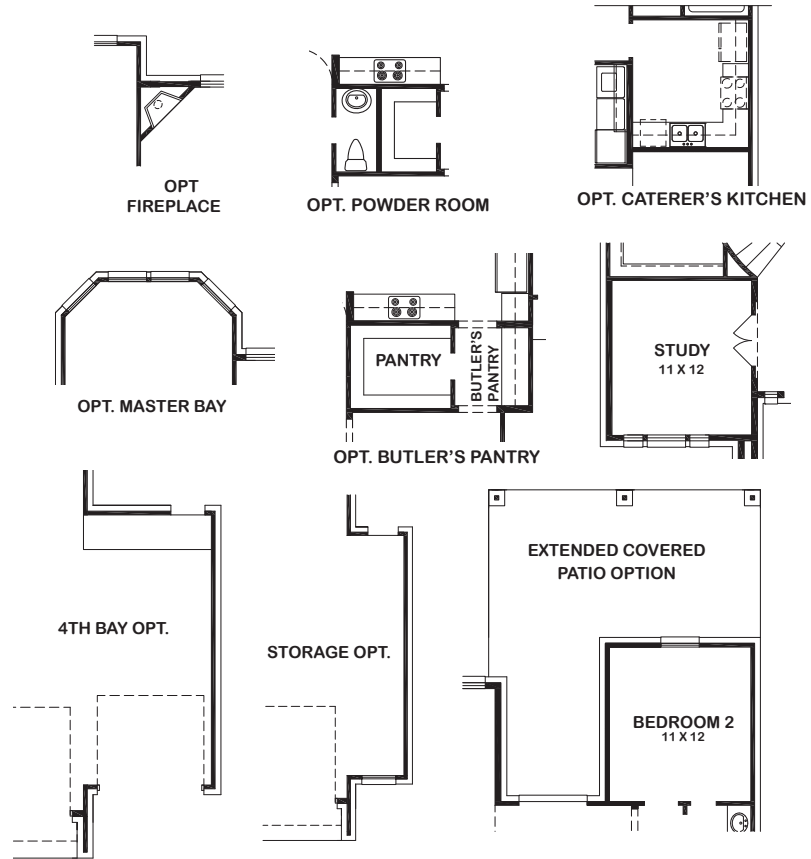 OPT
FIREPLACE
OPT. POWDER ROOM
OPT. CATERER'S KITCHEN
OPT. MASTER BAY
PANTRY
BUTLER'S
PANTRY
OPT. BUTLER'S PANTRY
STUDY
11 X 12
4TH BAY OPT.
STORAGE OPT.
EXTENDED COVERED
PATIO OPTION
BEDROOM 2
11 X 12